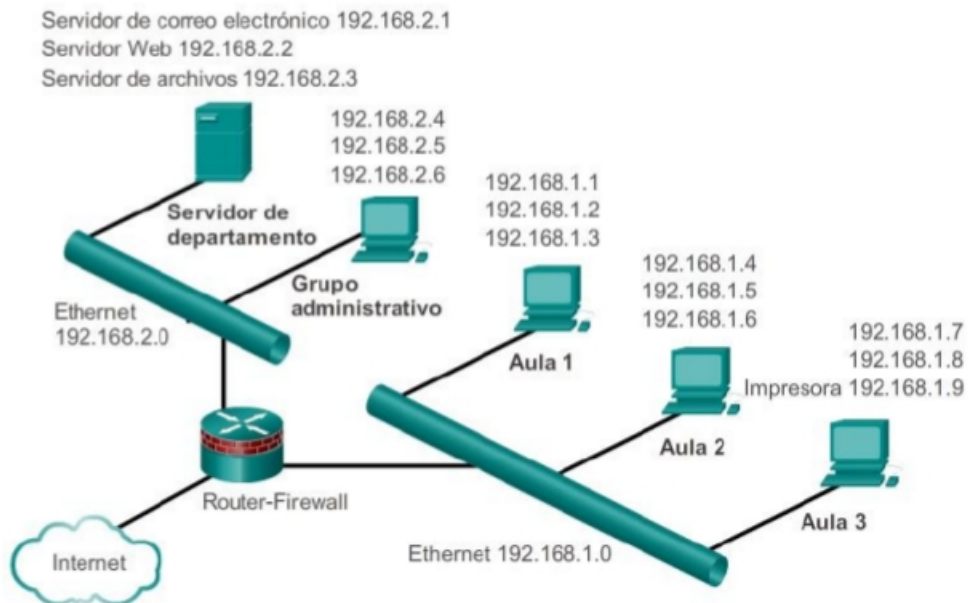 Servidor de correo electrónico 192.168.2.1
Servidor Web 192.168.2.2
Servidor de archivos 192.168.2.3
192.168.2.4
192.168.2.5
192.168.2.6
Servidor de
departamento
Grupo
administrativo
Ethernet
192.168.2.0
192.168.1.1
192.168.1.2
192.168.1.3
Aula 1
192.168.1.4
192.168.1.5
192.168.1.6
Aula 2
192.168.1.7
192.168.1.8
Impresora 192.168.1.9
Aula 3
Router-Firewall
Ethernet 192.168.1.0
Internet